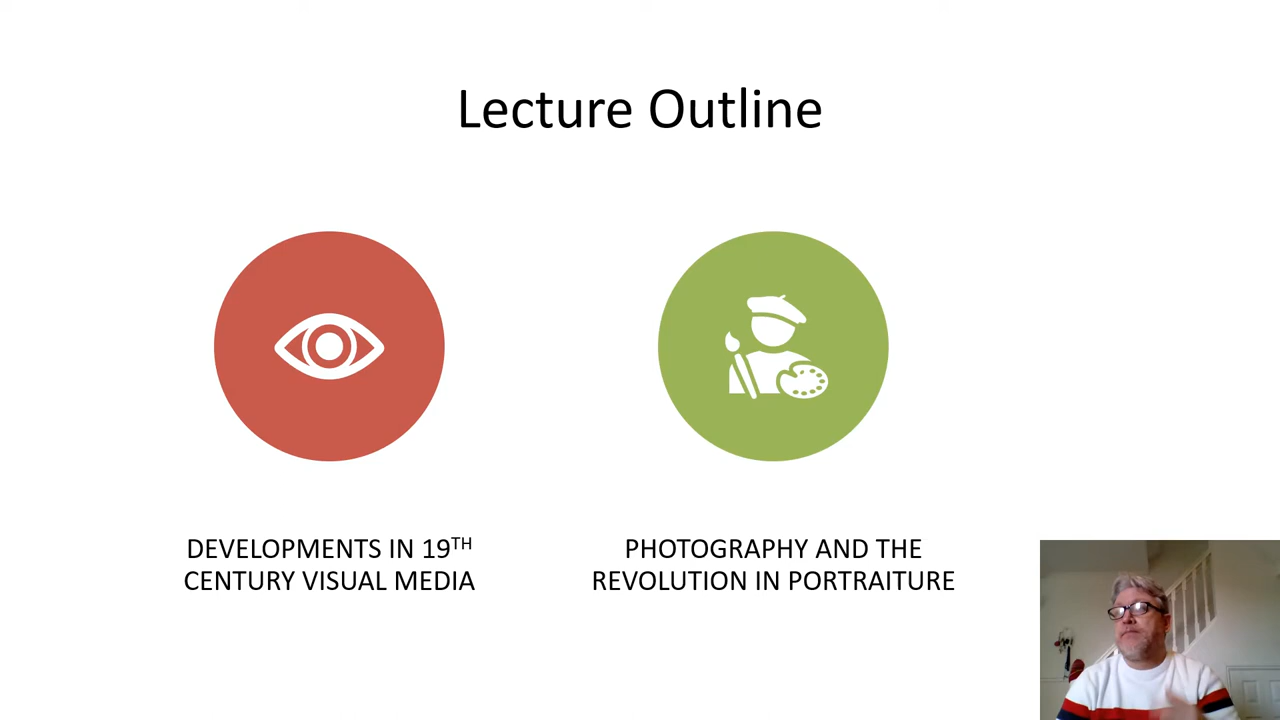 Lecture Outline
DEVELOPMENTS IN 19TH
CENTURY VISUAL MEDIA
PHOTOGRAPHY AND THE
REVOLUTION IN PORTRAITURE